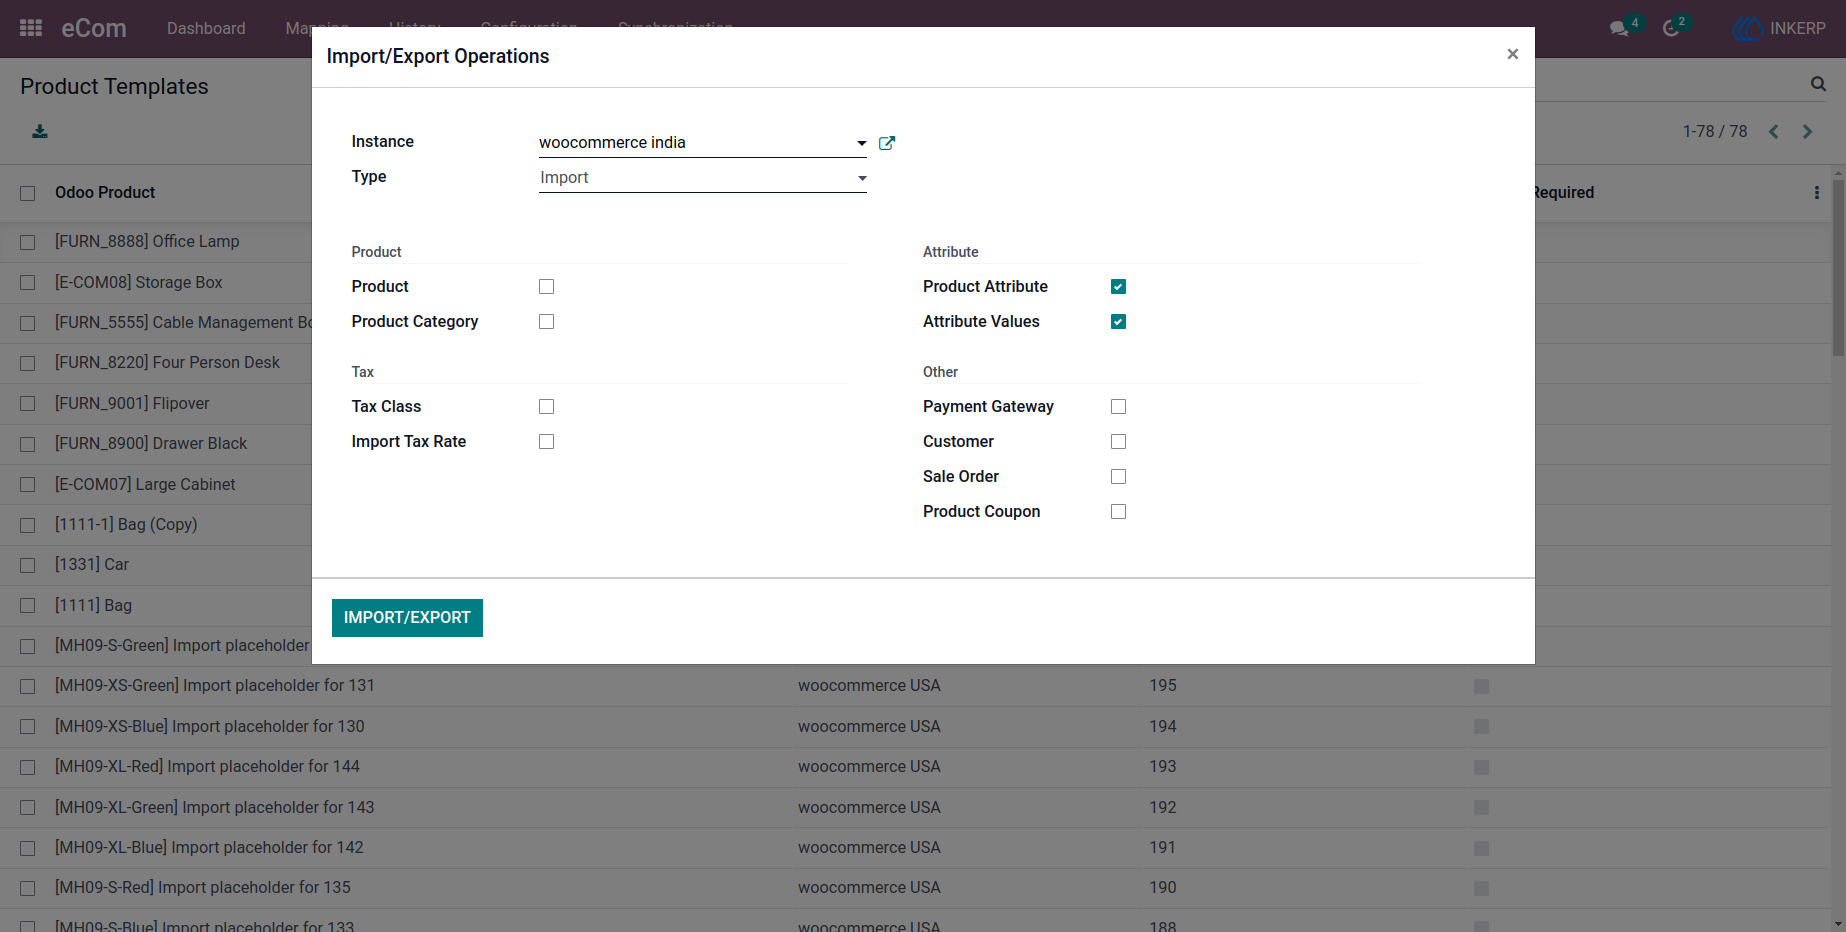 eCom Dashboard 4 2 INKERP
Import/Export Operations ×
Product Templates
Instance woocommerce india
1-78 / 78
Type Import
Odoo Product Required
[FURN_8888] Office Lamp
Product Attribute
[E-COM08] Storage Box
Product Product Attribute
[FURN_5555] Cable Management
Product Category Attribute Values
[FURN_8220] Four Person Desk
Tax Other
[FURN_9001] Flipover
Tax Class Payment Gateway
[FURN_8900] Drawer Black
Import Tax Rate Customer
[E-COM07] Large Cabinet
Sale Order
Product Coupon
[1111-1] Bag (Copy)
[1331] Car
[1111] Bag
IMPORT/EXPORT
[MH09-S-Green] Import placeholder
[MH09-XS-Green] Import placeholder for 131 woocommerce USA 195
[MH09-XS-Blue] Import placeholder for 130 woocommerce USA 194
[MH09-XL-Red] Import placeholder for 144 woocommerce USA 193
[MH09-XL-Green] Import placeholder for 143 woocommerce USA 192
[MH09-XL-Blue] Import placeholder for 142 woocommerce USA 191
[MH09-S-Red] Import placeholder for 135 woocommerce USA 190
[MH09-S-Blue] Import placeholder for 133 woocommerce USA 188